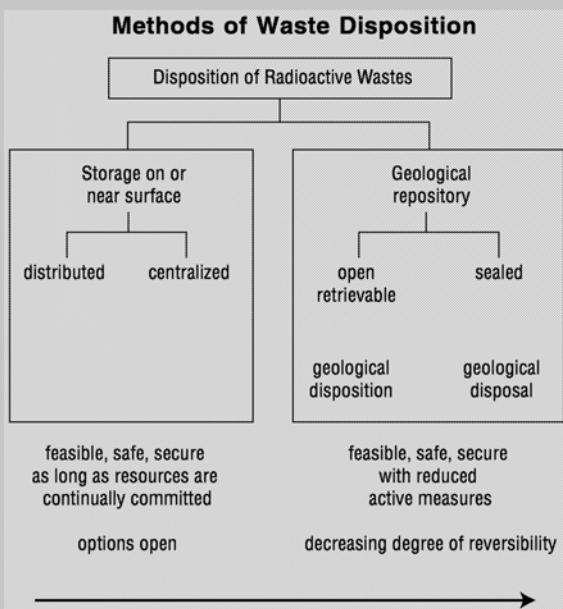 Methods of Waste Disposition
Disposition of Radioactive Wastes
Storage on or
near surface
distributed
centralized
feasible, safe, secure
as long as resources are
continually committed
options open
Geological
repository
open
retrievable
sealed
geological
disposition
geological
disposal
feasible, safe, secure
with reduced
active measures
decreasing degree of reversibility